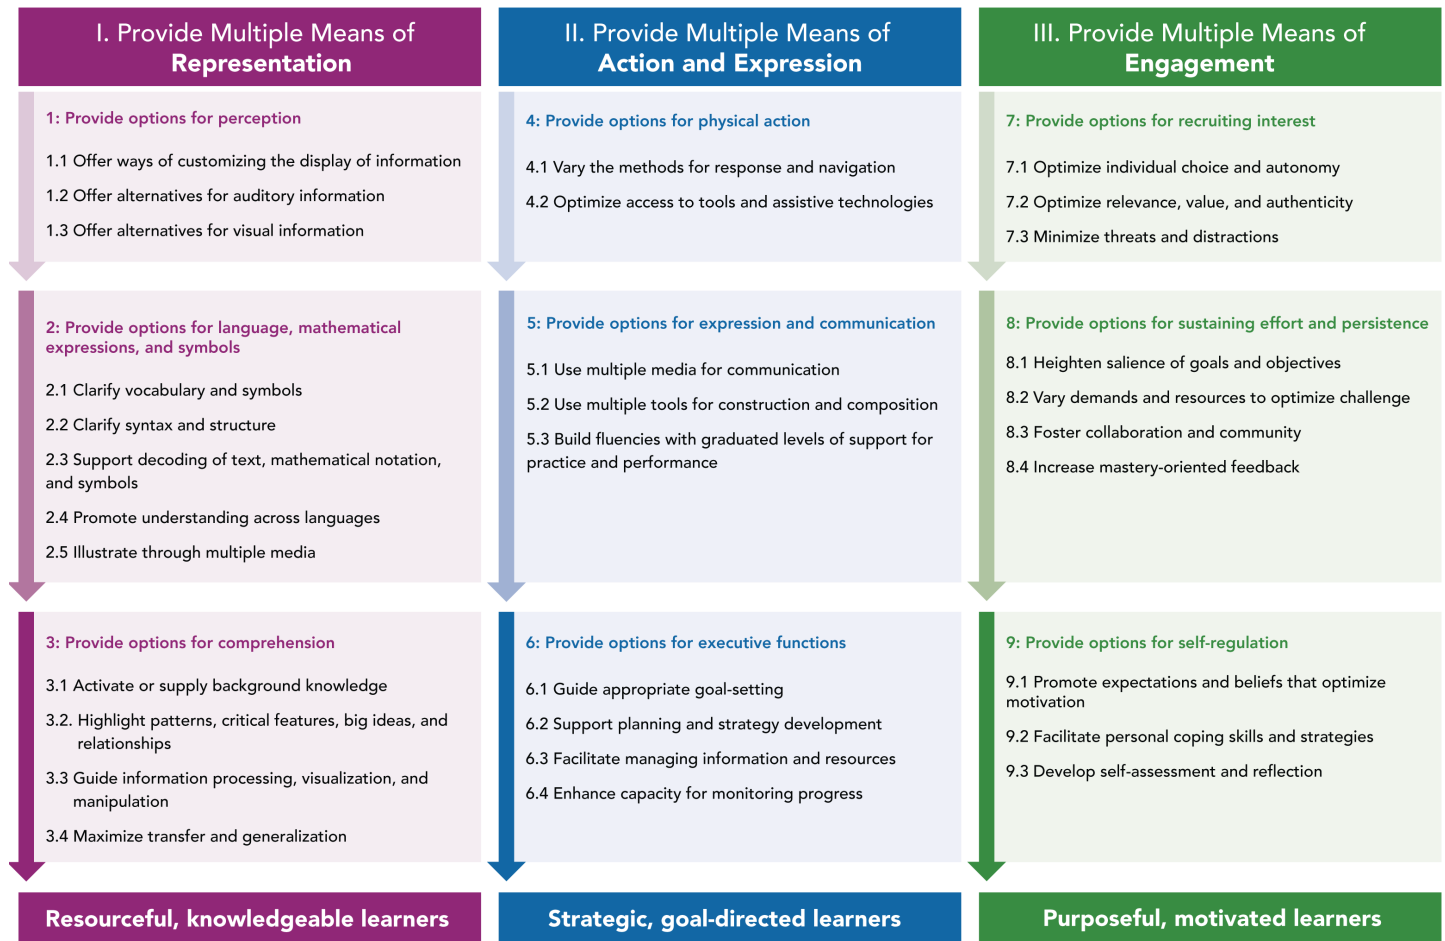 I. Provide Multiple Means of
Representation
1: Provide options for perception
1.1 Offer ways of customizing the display of information
1.2 Offer alternatives for auditory information
1.3 Offer alternatives for visual information
2: Provide options for language, mathematical
expressions, and symbols
2.1 Clarify vocabulary and symbols
2.2 Clarify syntax and structure
2.3 Support decoding of text, mathematical notation,
and symbols
2.4 Promote understanding across languages
2.5 Illustrate through multiple media
3: Provide options for comprehension
3.1 Activate or supply background knowledge
3.2. Highlight patterns, critical features, big ideas, and
relationships
3.3 Guide information processing, visualization, and
manipulation
3.4 Maximize transfer and generalization
Resourceful, knowledgeable learners
II. Provide Multiple Means of
Action and Expression
4: Provide options for physical action
4.1 Vary the methods for response and navigation
4.2 Optimize access to tools and assistive technologies
5: Provide options for expression and communication
5.1 Use multiple media for communication
5.2 Use multiple tools for construction and composition
5.3 Build fluencies with graduated levels of support for
practice and performance
6: Provide options for executive functions
6.1 Guide appropriate goal-setting
6.2 Support planning and strategy development
6.3 Facilitate managing information and resources
6.4 Enhance capacity for monitoring progress
Strategic, goal-directed learners
III. Provide Multiple Means of
Engagement
7: Provide options for recruiting interest
7.1 Optimize individual choice and autonomy
7.2 Optimize relevance, value, and authenticity
7.3 Minimize threats and distractions
8: Provide options for sustaining effort and persistence
8.1 Heighten salience of goals and objectives
8.2 Vary demands and resources to optimize challenge
8.3 Foster collaboration and community
8.4 Increase mastery-oriented feedback
9: Provide options for self-regulation
9.1 Promote expectations and beliefs that optimize
motivation
9.2 Facilitate personal coping skills and strategies
9.3 Develop self-assessment and reflection
Purposeful, motivated learners